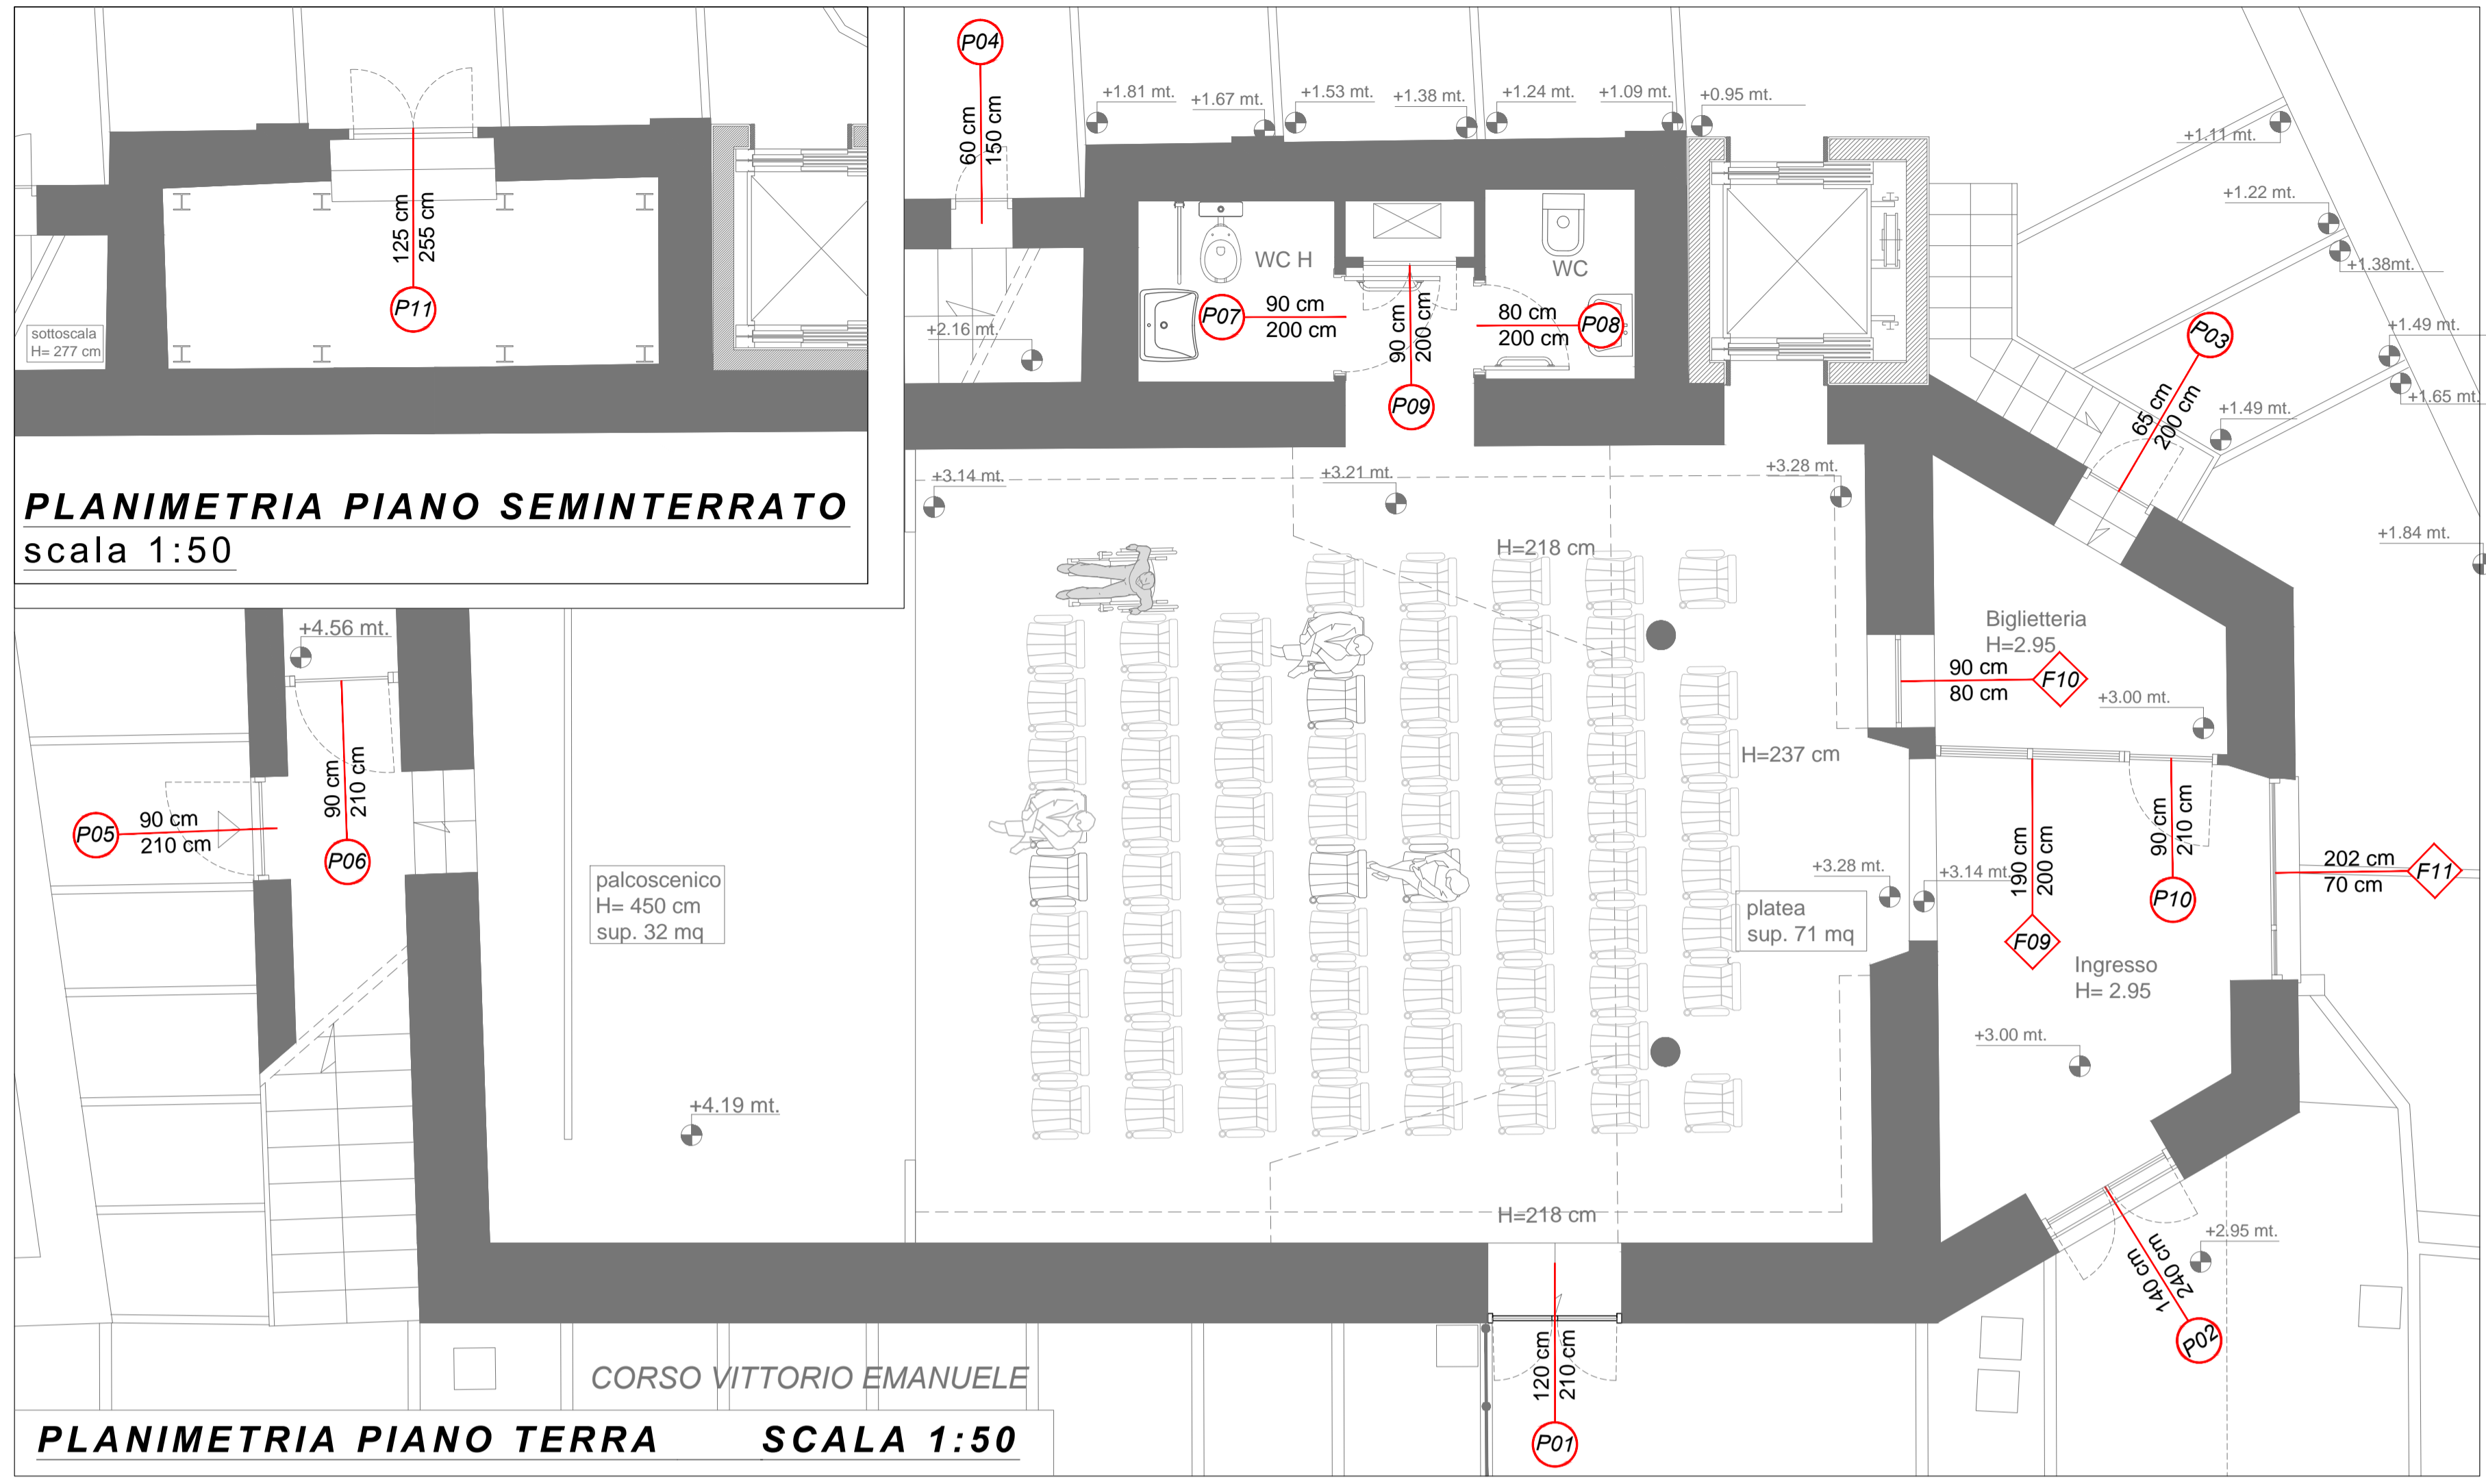 P04
60 cm
150 cm
+1.81 mt.
+1.67 mt.
+1.53 mt.
+1.38 mt.
+1.24 mt.
+1.09 mt.
+0.95 mt.
+1.11 mt.
+1.22 mt.
+1.38mt.
+1.49 mt.
+1.65 mt.
+1.49 mt.
+1.84 mt.
125 cm
255 cm
P11
sottoscala
H= 277 cm
PLANIMETRIA PIANO SEMINTERRATO
scala 1:50
+2.16 mt.
WC H
P07
90 cm
200 cm
90 cm
200 cm
P09
WC
80 cm
200 cm
P08
P03
65 cm
200 cm
+3.14 mt.
+3.21 mt.
+3.28 mt.
H=218 cm
Biglietteria
H=2.95
90 cm
80 cm
F10
+3.00 mt.
+4.56 mt.
90 cm
210 cm
P06
P05
90 cm
210 cm
palcoscenico
H= 450 cm
sup. 32 mq
H=237 cm
+3.28 mt.
+3.14 mt.
platea
sup. 71 mq
190 cm
200 cm
F09
90 cm
210 cm
P10
202 cm
70 cm
F11
Ingresso
H= 2.95
+3.00 mt.
+4.19 mt.
H=218 cm
+2.95 mt.
140 cm
240 cm
P02
120 cm
210 cm
P01
CORSO VITTORIO EMANUELE
PLANIMETRIA PIANO TERRA SCALA 1:50